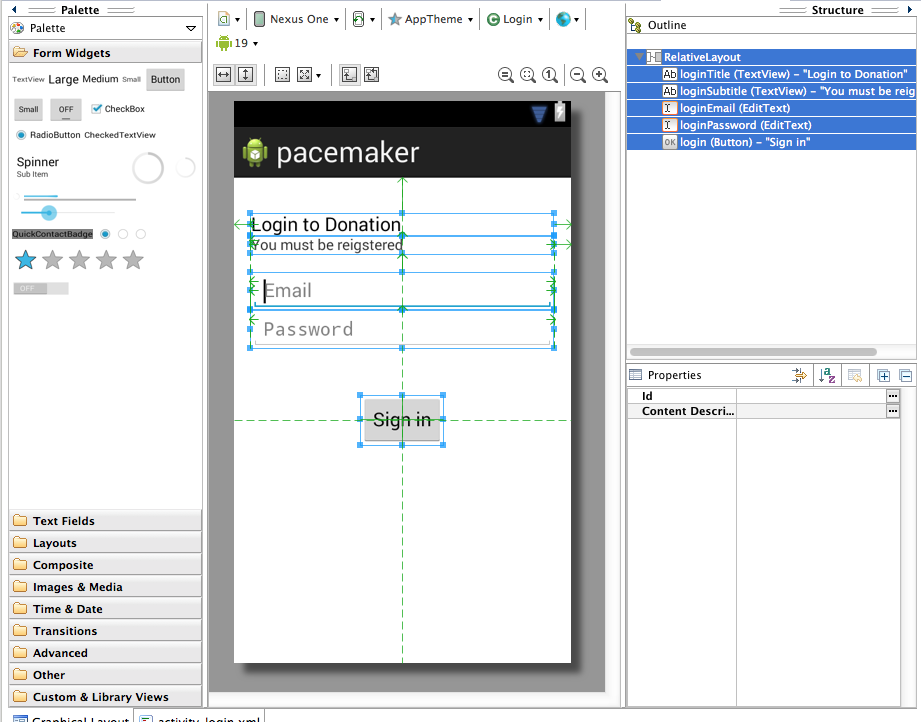 Palette
Palette
Form Widgets
TextView Large Medium Small Button
Small OFF CheckBox
RadioButton CheckedTextView
Spinner
Sub Item
QuickContactBadge
OFF
Text Fields
Layouts
Composite
Images & Media
Time & Date
Transitions
Advanced
Other
Custom & Library Views
Nexus One AppTheme Login
19
pacemaker
Login to Donation
You must be reigstered
Email
Password
Sign in
Graphical Layout activity_login.xml
Structure
Outline
RelativeLayout
Ab loginTitle (TextView) – "Login to Donation"
Ab loginSubtitle (TextView) – "You must be reig
I loginEmail (EditText)
I loginPassword (EditText)
OK login (Button) – "Sign in"
Properties
Id
Content Descri...